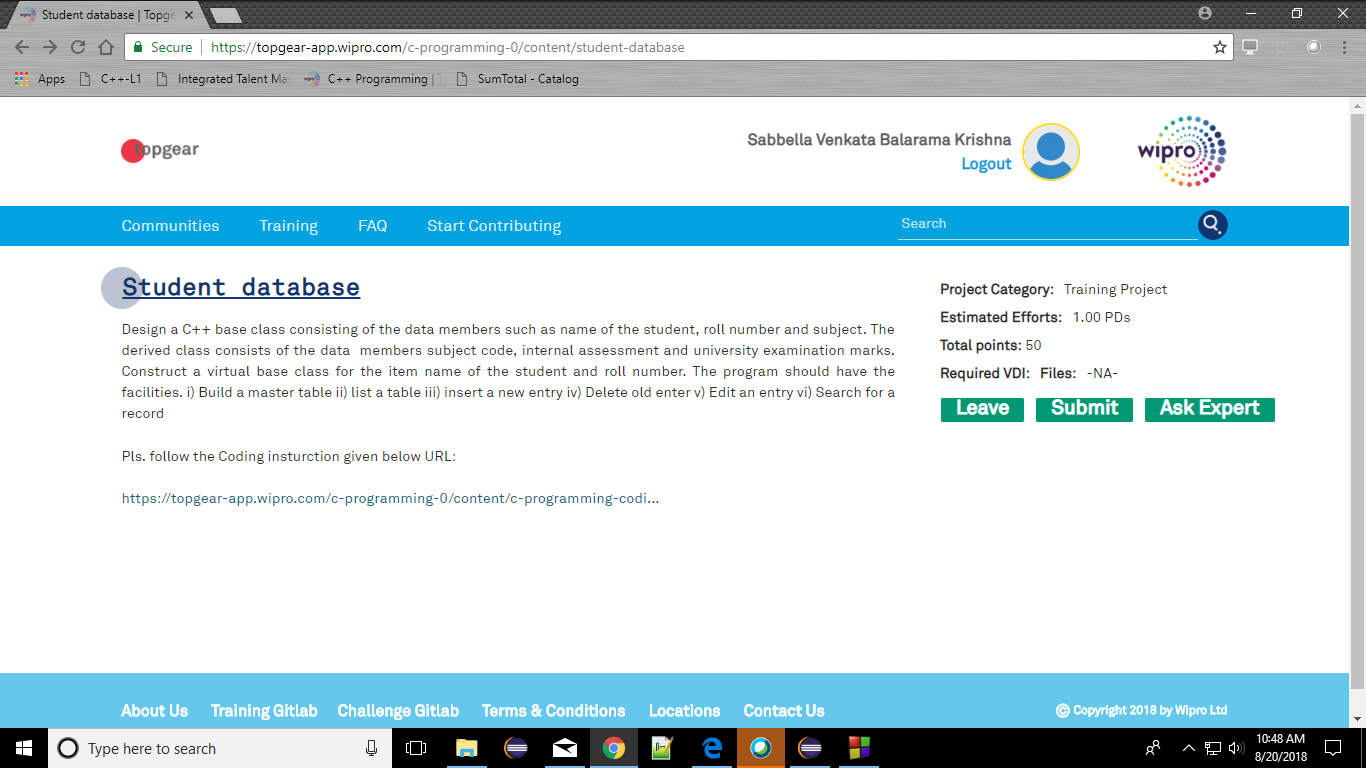 Student database | Topge
Secure https://topgear-app.wipro.com/c-programming-0/content/student-database
Apps C++-L1 Integrated Talent Ma C++ Programming | SumTotal - Catalog
topgear
Sabbella Venkata Balarama Krishna
Logout
wipro
Communities Training FAQ Start Contributing
Search
Student database
Design a C++ base class consisting of the data members such as name of the student, roll number and subject. The
derived class consists of the data members subject code, internal assessment and university examination marks.
Construct a virtual base class for the item name of the student and roll number. The program should have the
facilities. i) Build a master table ii) list a table iii) insert a new entry iv) Delete old enter v) Edit an entry vi) Search for a
record
Pls. follow the Coding insturction given below URL:
https://topgear-app.wipro.com/c-programming-0/content/c-programming-codi...
Project Category: Training Project
Estimated Efforts: 1.00 PDs
Total points: 50
Required VDI: Files: -NA-
Leave Submit Ask Expert
About Us Training Gitlab Challenge Gitlab Terms & Conditions Locations Contact Us
© Copyright 2018 by Wipro Ltd
Type here to search
10:48 AM
8/20/2018